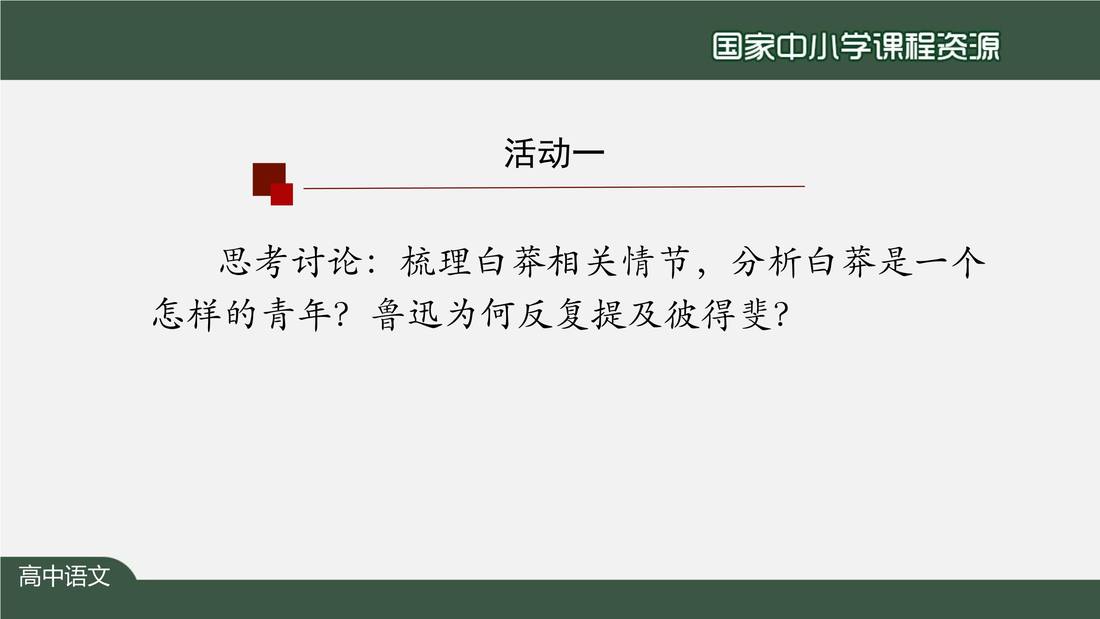 国家中小学课程资源
活动一
思考讨论：梳理白莽相关情节，分析白莽是一个
怎样的青年？鲁迅为何反复提及彼得斐？
高中语文